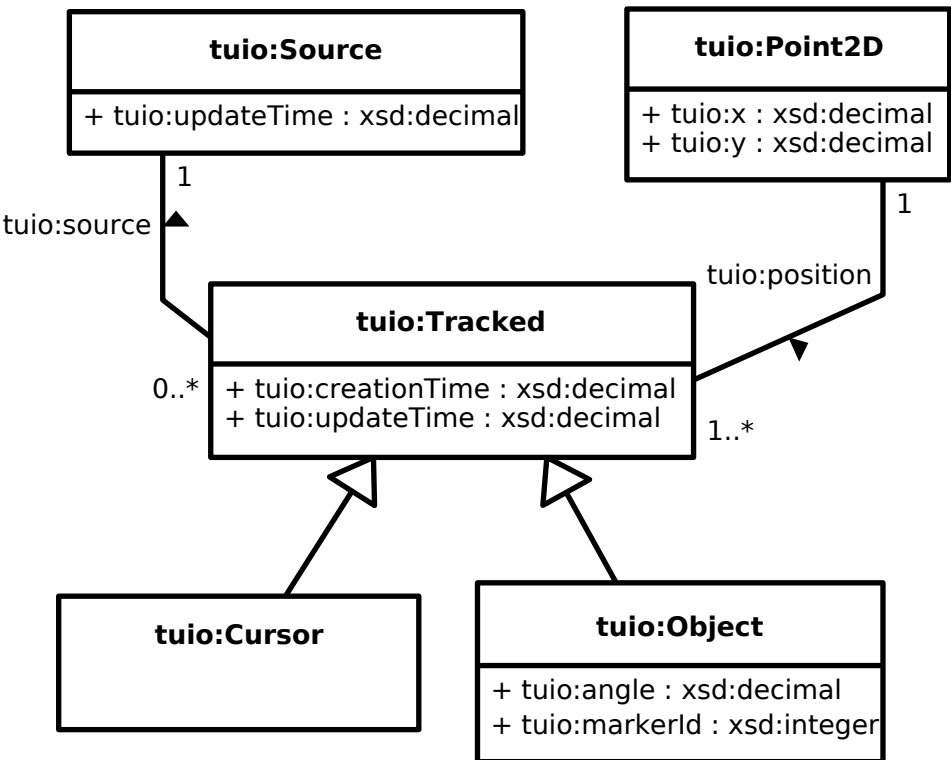 tuio:Source
+ tuio:updateTime : xsd:decimal
tuio:Point2D
+ tuio:x : xsd:decimal
+ tuio:y : xsd:decimal
1
tuio:source
1
tuio:position
tuio:Tracked
+ tuio:creationTime : xsd:decimal
+ tuio:updateTime : xsd:decimal
0..*
1..*
tuio:Cursor
tuio:Object
+ tuio:angle : xsd:decimal
+ tuio:markerId : xsd:integer